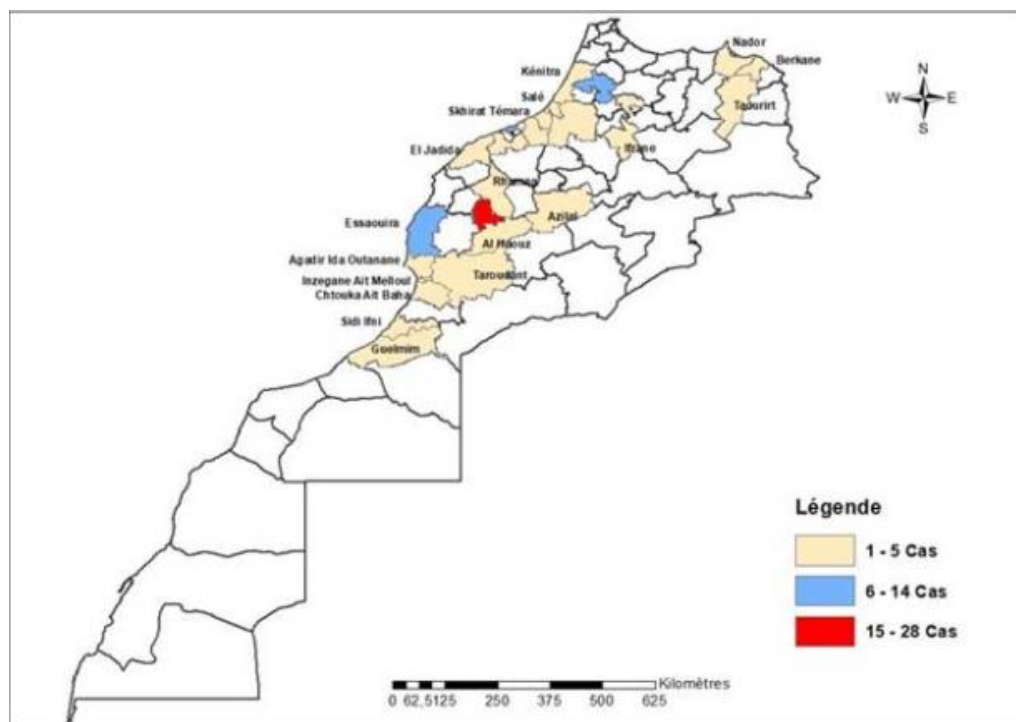 Nador
Berkane
Kénitra
Taourirt
Salé
Skhirat Témara
El Jadida
Ifrane
Rhamna
Azilal
Essaouira
Al Haouz
Agadir Ida Outanane
Taroudant
Inzegane Ait Melloul
Chtouka Ait Baha
Sidi Ifni
Guelmim
N
W E
S
Légende
1 - 5 Cas
6 - 14 Cas
15 - 28 Cas
Kilomètres
0 62,5125 250 375 500 625